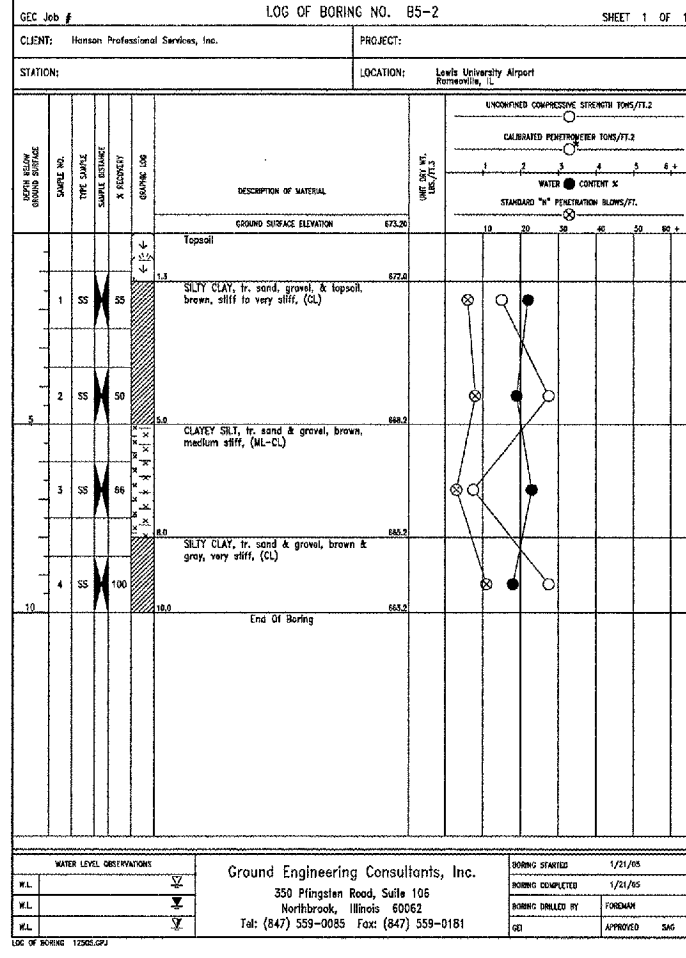 GEC Job #
LOG OF BORING NO. B5-2
SHEET 1 OF 1
CLIENT: Hanson Professional Services, Inc.
PROJECT:
STATION:
LOCATION: Lewis University Airport
Romeoville, IL
DEPTH BELOW
GROUND SURFACE
SAMPLE NO.
TYPE SAMPLE
SAMPLE DISTANCE
% RECOVERY
GRAPHIC LOG
DESCRIPTION OF MATERIAL
GROUND SURFACE ELEVATION 673.20
UNIT DRY WT.
LBS./FT.3
UNCONFINED COMPRESSIVE STRENGTH TONS/FT.2
CALIBRATED PENETROMETER TONS/FT.2
1 2 3 4 5 6 +
WATER CONTENT %
STANDARD "N" PENETRATION BLOWS/FT.
10 20 30 40 50 60 +
Topsoil
1.3 677.0
1 SS 55 SILTY CLAY, tr. sand, gravel, & topsoil,
brown, stiff to very stiff, (CL)
2 SS 50
5 5.0 668.2
CLAYEY SILT, tr. sand & gravel, brown,
medium stiff, (ML-CL)
3 SS 66
8.0 665.2
SILTY CLAY, tr. sand & gravel, brown &
gray, very stiff, (CL)
4 SS 100
10 10.0 663.2
End Of Boring
WATER LEVEL OBSERVATIONS
W.L.
W.L.
W.L.
Ground Engineering Consultants, Inc.
350 Pfingsten Road, Suite 106
Northbrook, Illinois 60062
Tel: (847) 559-0085 Fax: (847) 559-0181
BORING STARTED 1/21/05
BORING COMPLETED 1/21/05
BORING DRILLED BY FOREMAN
GEI APPROVED SAG
LOG OF BORING 12505.GPJ